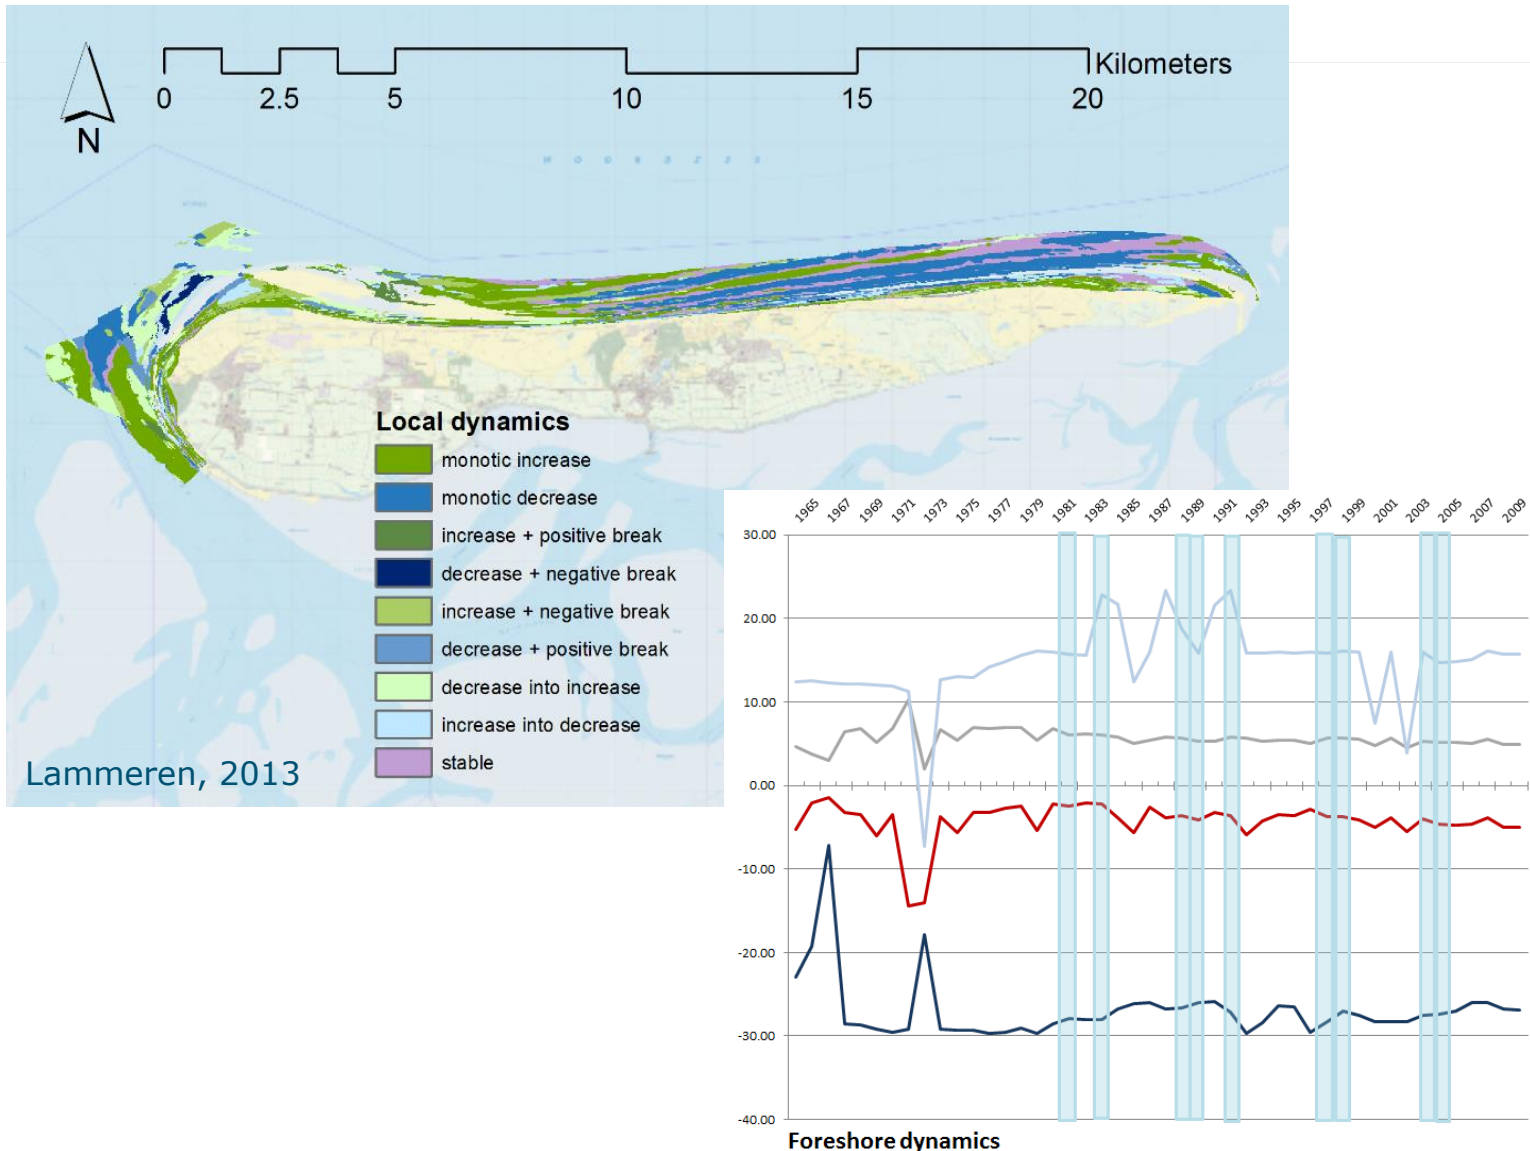 Kilometers
0 2.5 5 10 15 20
N
N O O R D Z E E
Local dynamics
monotic increase
monotic decrease
increase + positive break
decrease + negative break
increase + negative break
decrease + positive break
decrease into increase
increase into decrease
stable
Lammeren, 2013
1965 1967 1969 1971 1973 1975 1977 1979 1981 1983 1985 1987 1989 1991 1993 1995 1997 1999 2001 2003 2005 2007 2009
30.00
20.00
10.00
0.00
-10.00
-20.00
-30.00
-40.00
Foreshore dynamics